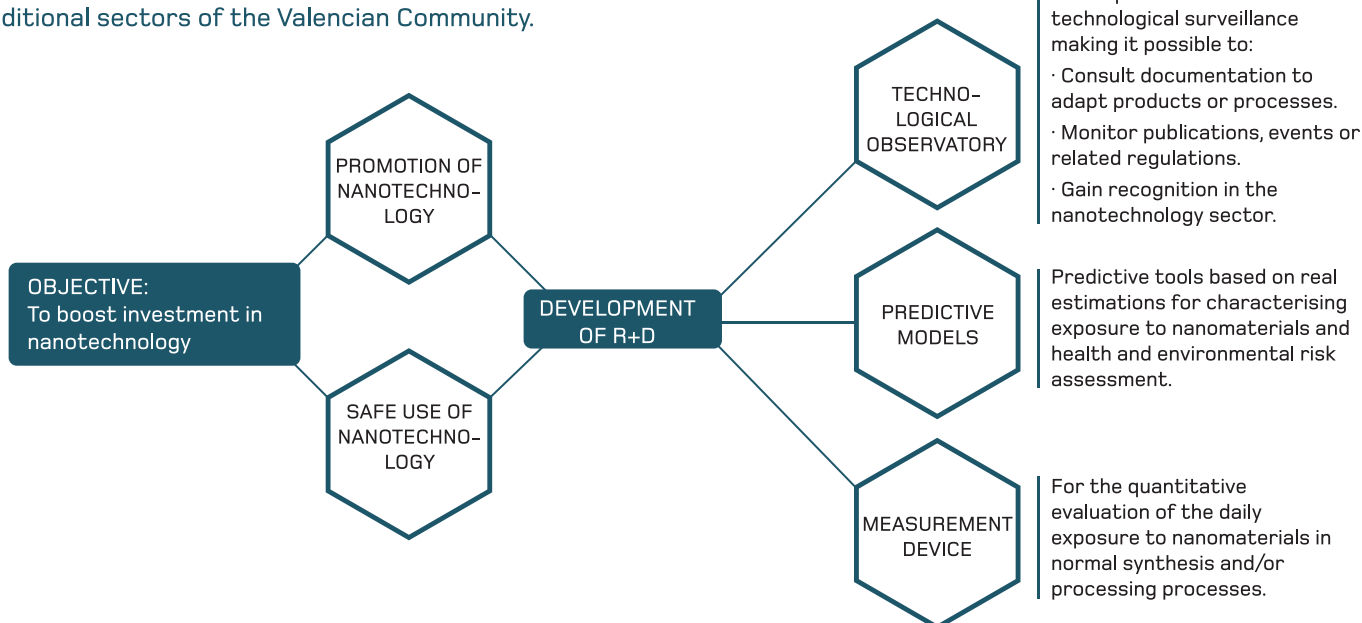 ditional sectors of the Valencian Community.
OBJECTIVE:
To boost investment in
nanotechnology
PROMOTION OF
NANOTECHNO-
LOGY
SAFE USE OF
NANOTECHNO-
LOGY
DEVELOPMENT
OF R+D
TECHNO-
LOGICAL
OBSERVATORY
technological surveillance
making it possible to:
· Consult documentation to
adapt products or processes.
· Monitor publications, events or
related regulations.
· Gain recognition in the
nanotechnology sector.
PREDICTIVE
MODELS
Predictive tools based on real
estimations for characterising
exposure to nanomaterials and
health and environmental risk
assessment.
MEASUREMENT
DEVICE
For the quantitative
evaluation of the daily
exposure to nanomaterials in
normal synthesis and/or
processing processes.